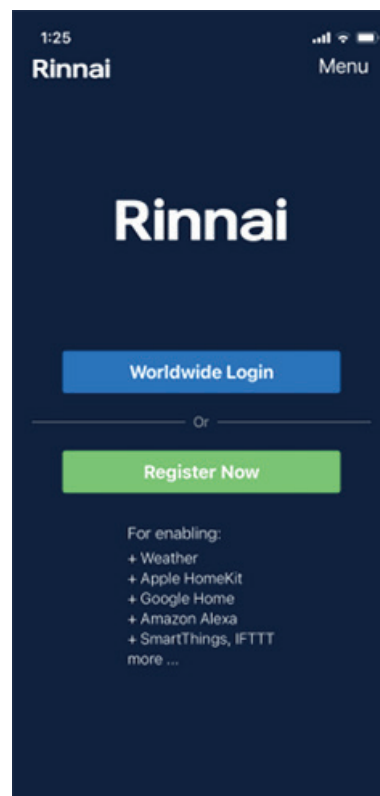 1:25
Rinnai
Menu
Rinnai
Worldwide Login
Or
Register Now
For enabling:
+ Weather
+ Apple HomeKit
+ Google Home
+ Amazon Alexa
+ SmartThings, IFTTT
more ...